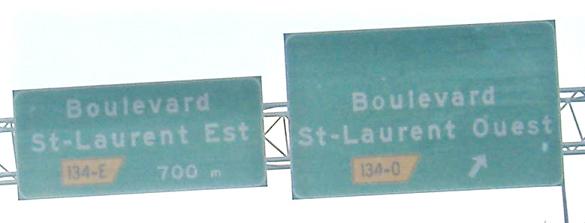 Boulevard
St-Laurent Est
134-E 700 m
Boulevard
St-Laurent Ouest
134-O